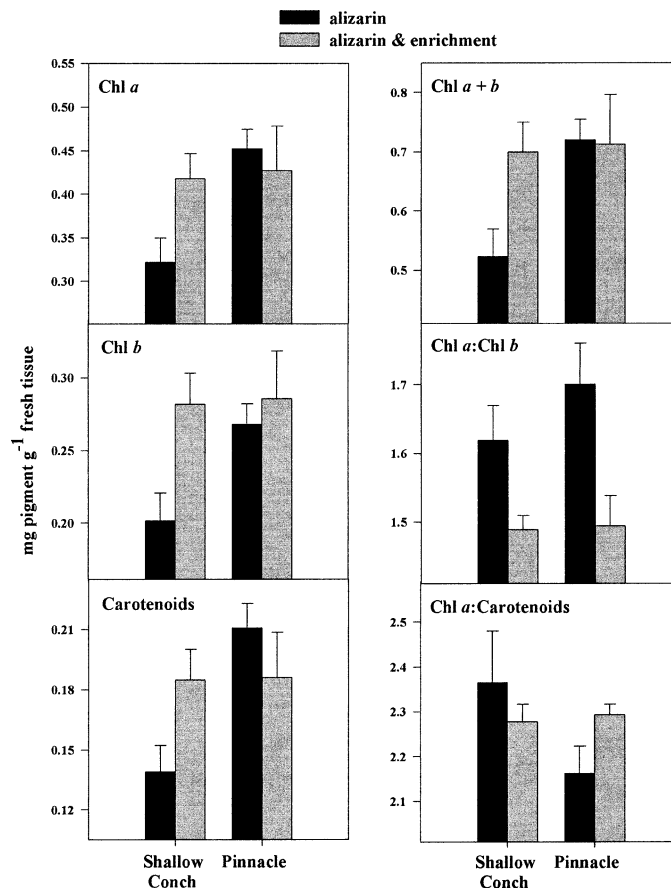 alizarin
alizarin & enrichment
Chl a
0.55
0.50
0.45
0.40
0.35
0.30
Chl a + b
0.8
0.7
0.6
0.5
Chl b
0.30
0.25
0.20
Chl a:Chl b
1.7
1.6
1.5
mg pigment g-1 fresh tissue
Carotenoids
0.21
0.18
0.15
0.12
Chl a:Carotenoids
2.5
2.4
2.3
2.2
2.1
Shallow Pinnacle
Conch
Shallow Pinnacle
Conch